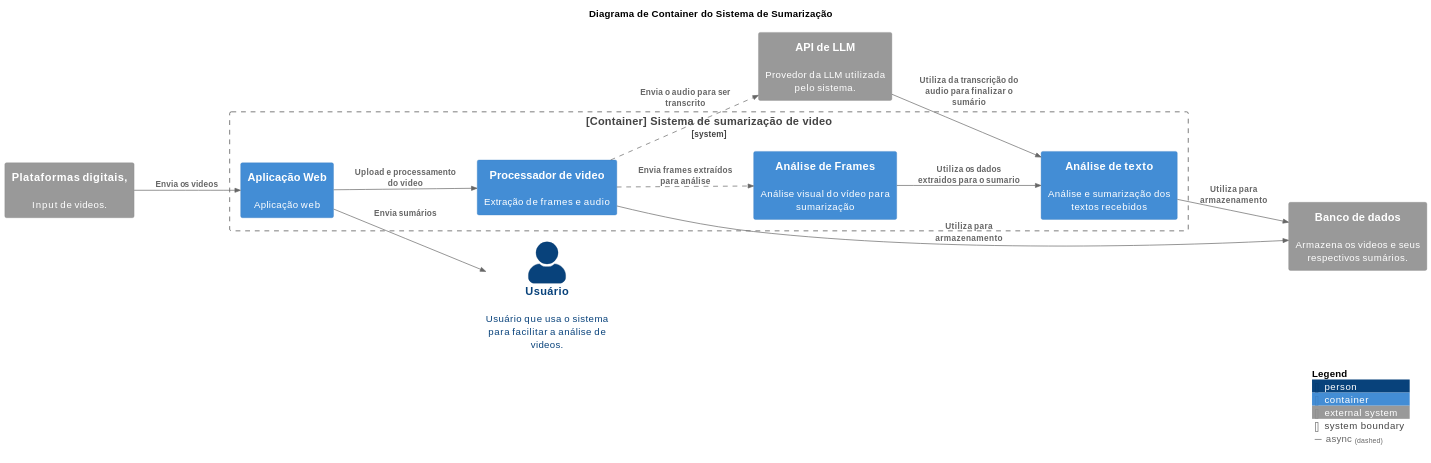 Diagrama de Container do Sistema de Sumarização
API de LLM
Provedor da LLM utilizada
pelo sistema.
Envia o audio para ser
transcrito
Utiliza da transcrição do
audio para finalizar o
sumário
[Container] Sistema de sumarização de video
[system]
Plataformas digitais,
Input de videos.
Envia os videos
Aplicação Web
Aplicação web
Upload e processamento
do video
Processador de video
Extração de frames e audio
Envia frames extraídos
para análise
Análise de Frames
Análise visual do vídeo para
sumarização
Utiliza os dados
extraidos para o sumario
Análise de texto
Análise e sumarização dos
textos recebidos
Utiliza para
armazenamento
Envia sumários
Utiliza para
armazenamento
Banco de dados
Armazena os videos e seus
respectivos sumários.
Usuário
Usuário que usa o sistema
para facilitar a análise de
videos.
Legend
person
container
external system
system boundary
async (dashed)